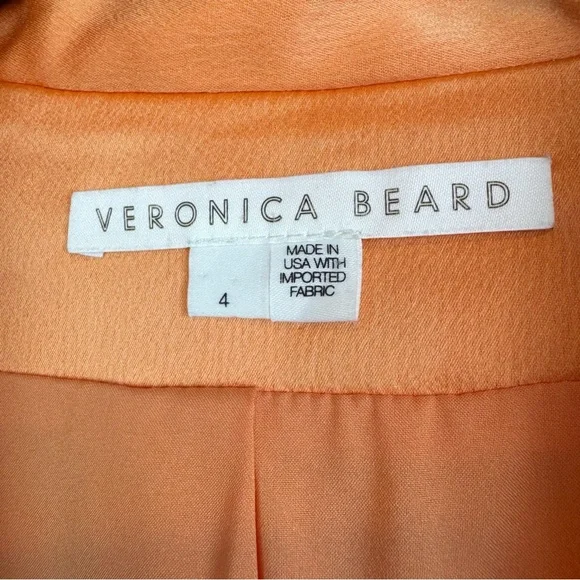 VERONICA BEARD
4
MADE IN
USA WITH
IMPORTED
FABRIC